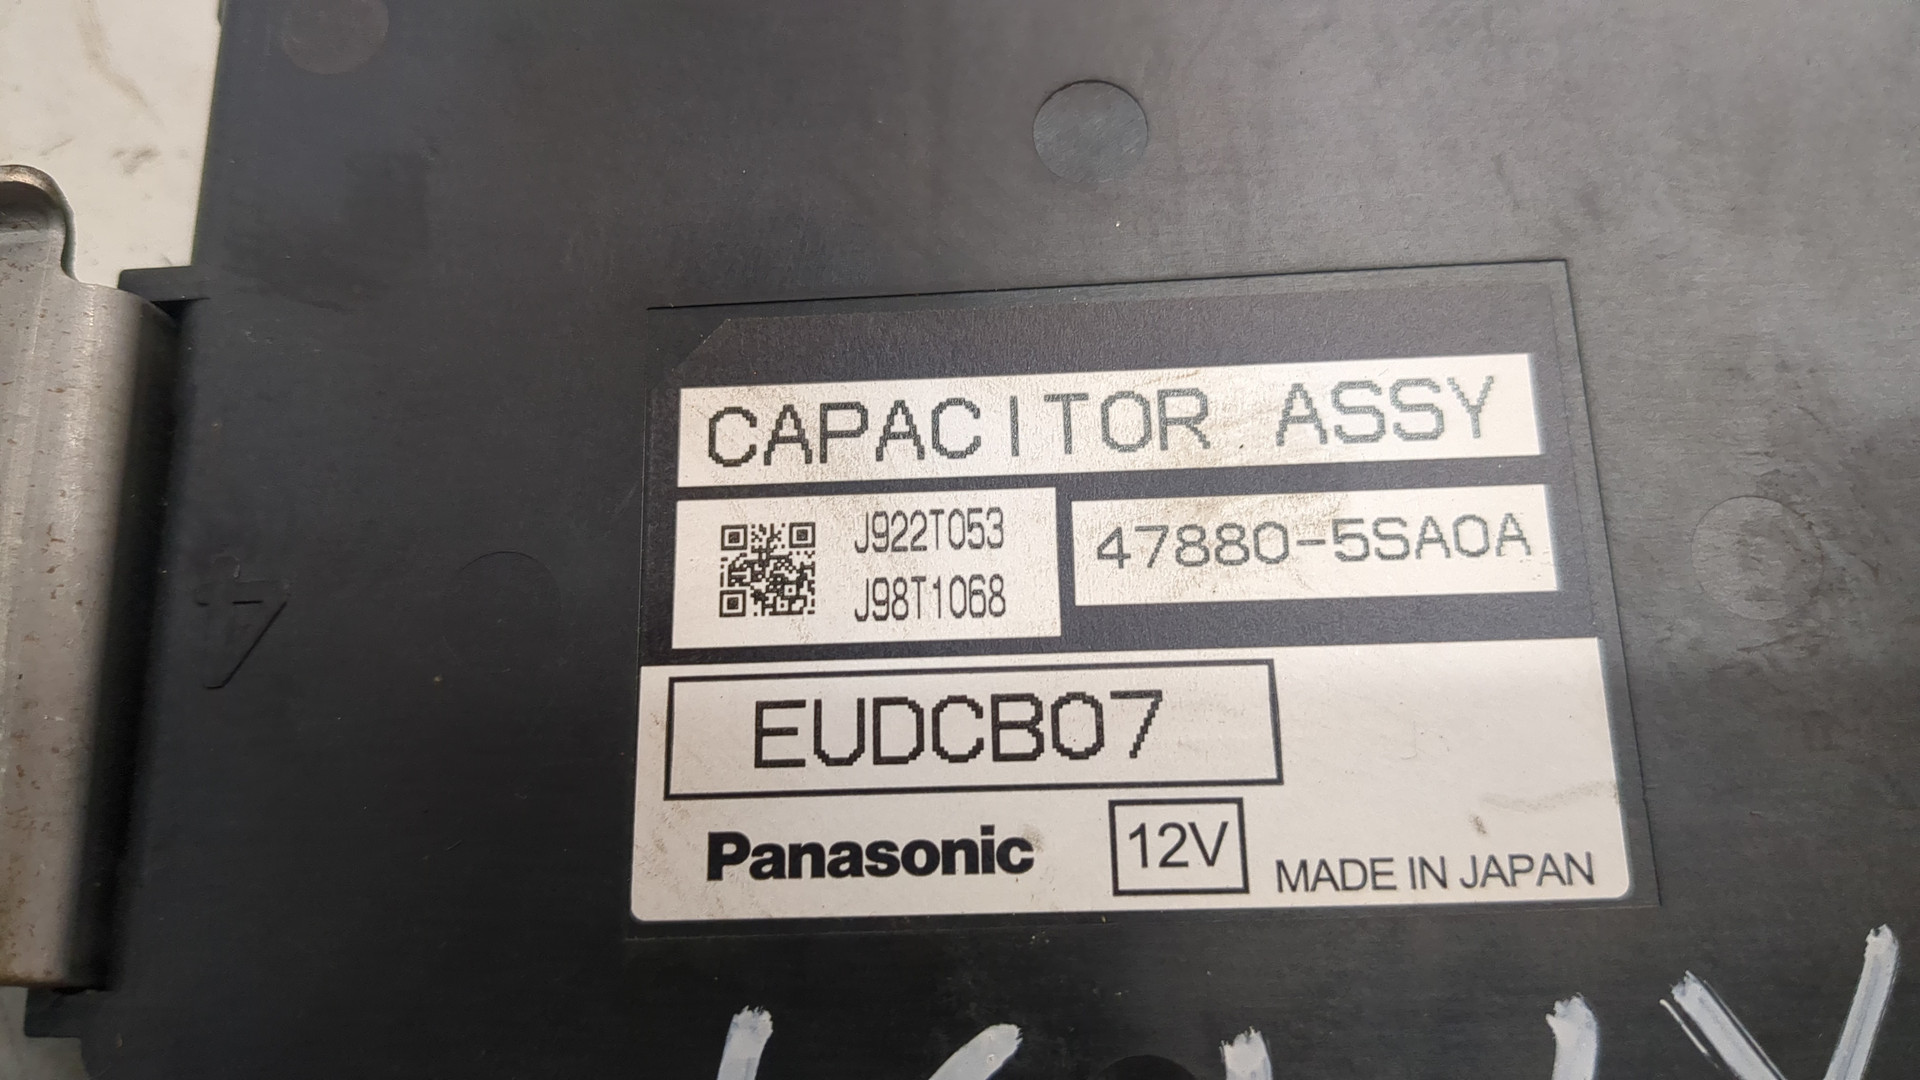 CAPACITOR ASSY
J922T053
J98T1068
47880-5SA0A
EUDCB07
Panasonic
12V
MADE IN JAPAN